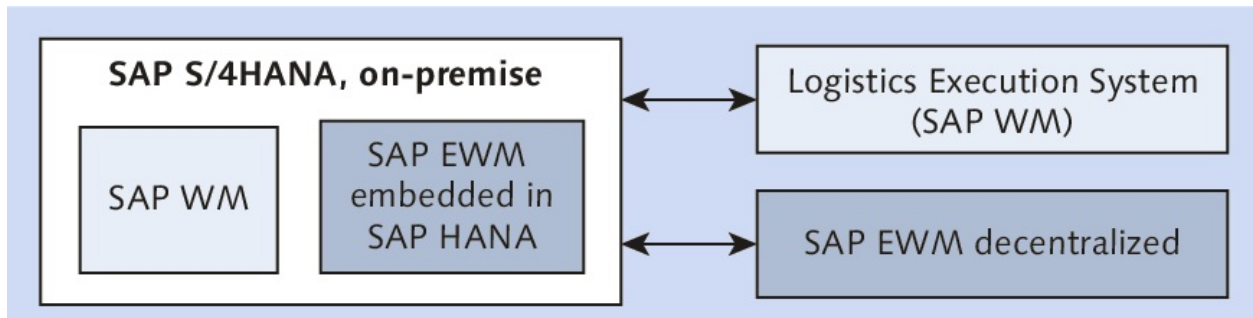 SAP S/4HANA, on-premise
SAP WM
SAP EWM
embedded in
SAP HANA
Logistics Execution System
(SAP WM)
SAP EWM decentralized